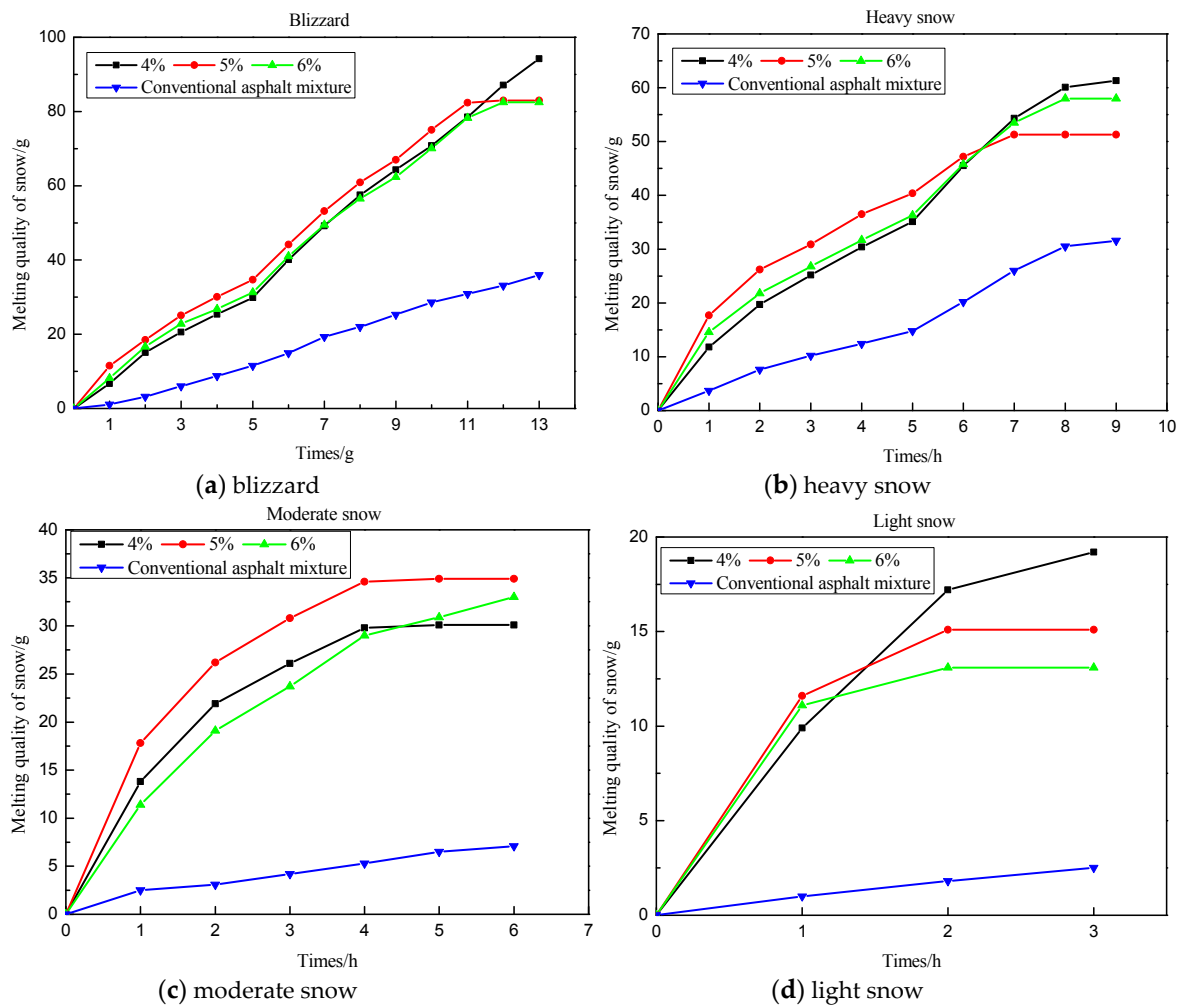 Blizzard
100
80
60
40
20
0
4% 5% 6%
Conventional asphalt mixture
Melting quality of snow/g
1 3 5 7 9 11 13
Times/g
(a) blizzard
Heavy snow
70
60
50
40
30
20
10
0
4% 5% 6%
Conventional asphalt mixture
Melting quality of snow/g
0 1 2 3 4 5 6 7 8 9 10
Times/h
(b) heavy snow
Moderate snow
40
35
30
25
20
15
10
5
0
4% 5% 6%
Conventional asphalt mixture
Melting quality of snow/g
0 1 2 3 4 5 6 7
Times/h
(c) moderate snow
Light snow
20
15
10
5
0
4% 5% 6%
Conventional asphalt mixture
Melting quality of snow/g
0 1 2 3
Times/h
(d) light snow